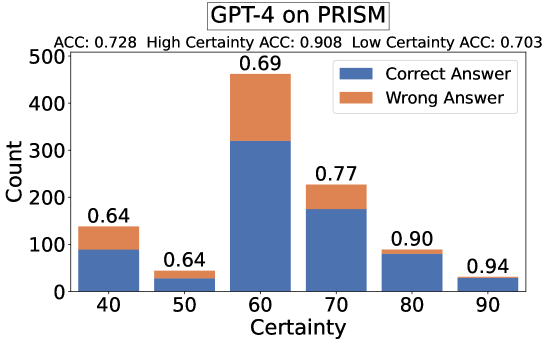 GPT-4 on PRISM
ACC: 0.728  High Certainty ACC: 0.908  Low Certainty ACC: 0.703
500
400
300
200
100
0
Count
0.64
0.64
0.69
0.77
0.90
0.94
Correct Answer
Wrong Answer
40 50 60 70 80 90
Certainty